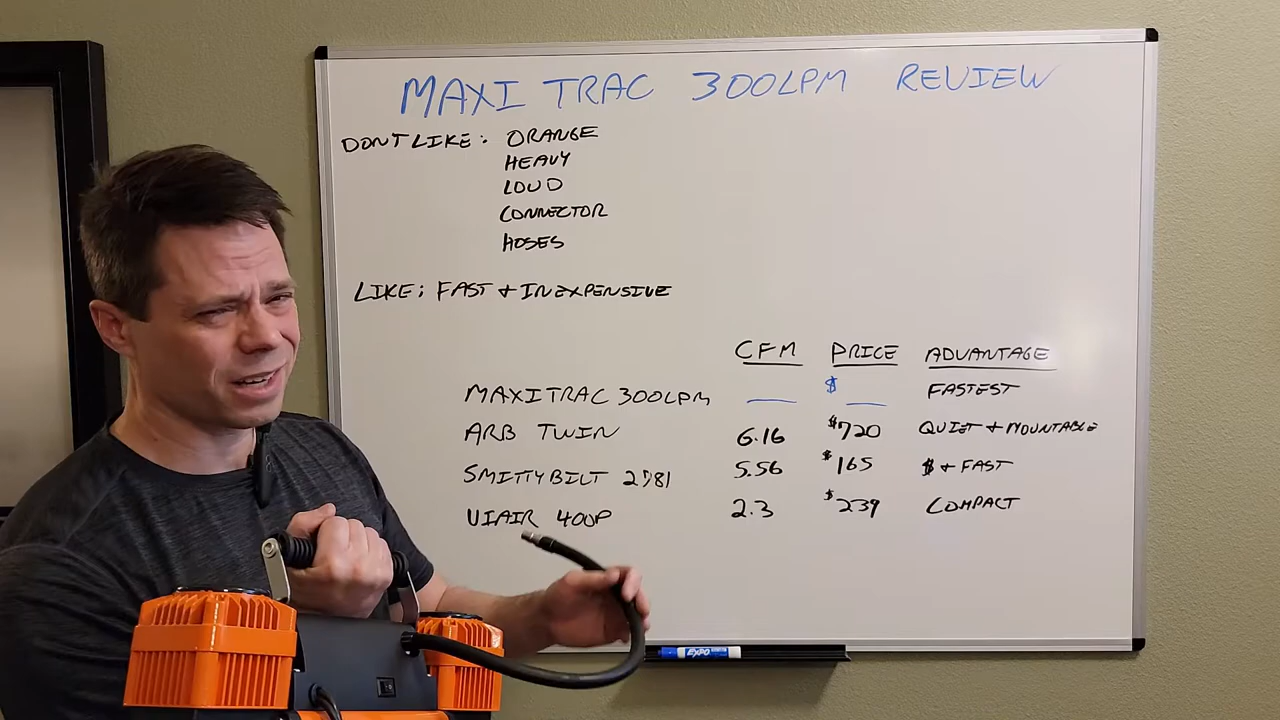 MAXI TRAC 300LPM REVIEW
DONT LIKE: ORANGE
HEAVY
LOUD
CONNECTOR
HOSES
LIKE: FAST + INEXPENSIVE
CFM PRICE ADVANTAGE
MAXITRAC 300LPM __ $ __ FASTEST
ARB TWIN 6.16 $720 QUIET + MOUNTABLE
SMITTYBILT 2781 5.56 $165 $ + FAST
VIAIR 400P 2.3 $239 COMPACT
EXPO